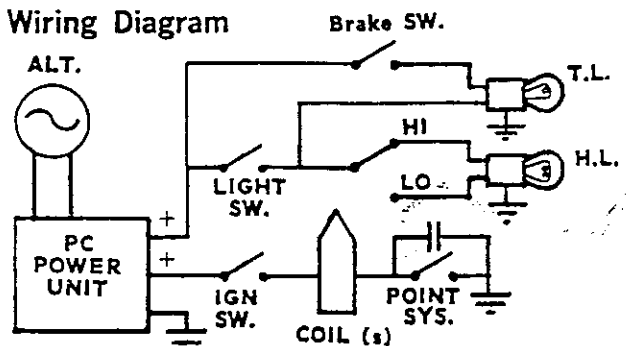 Wiring Diagram
Brake SW.
ALT.
T.L.
HI
H.L.
LIGHT
SW.
LO
+
PC
POWER
UNIT
+
IGN
SW.
POINT
SYS.
COIL (s)